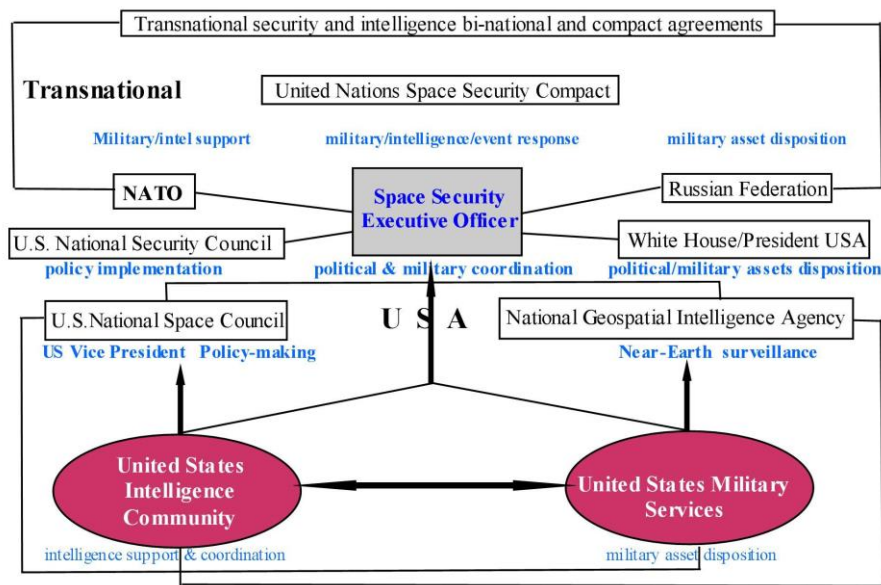 Transnational security and intelligence bi-national and compact agreements
Transnational
United Nations Space Security Compact
Military/intel support
military/intelligence/event response
military asset disposition
NATO
Space Security
Executive Officer
Russian Federation
U.S. National Security Council
White House/President USA
policy implementation
political & military coordination
political/military assets disposition
U.S.National Space Council
U S A
National Geospatial Intelligence Agency
US Vice President Policy-making
Near-Earth surveillance
United States
Intelligence
Community
United States Military
Services
intelligence support & coordination
military asset disposition